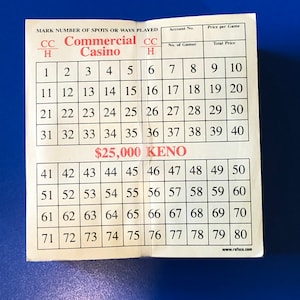 MARK NUMBER OF SPOTS OR WAYS PLAYED
Account No. Price per Game
CC H Commercial Casino CC H
No. of Games Total Price
1 2 3 4 5 6 7 8 9 10
11 12 13 14 15 16 17 18 19 20
21 22 23 24 25 26 27 28 29 30
31 32 33 34 35 36 37 38 39 40
$25,000 KENO
41 42 43 44 45 46 47 48 49 50
51 52 53 54 55 56 57 58 59 60
61 62 63 64 65 66 67 68 69 70
71 72 73 74 75 76 77 78 79 80